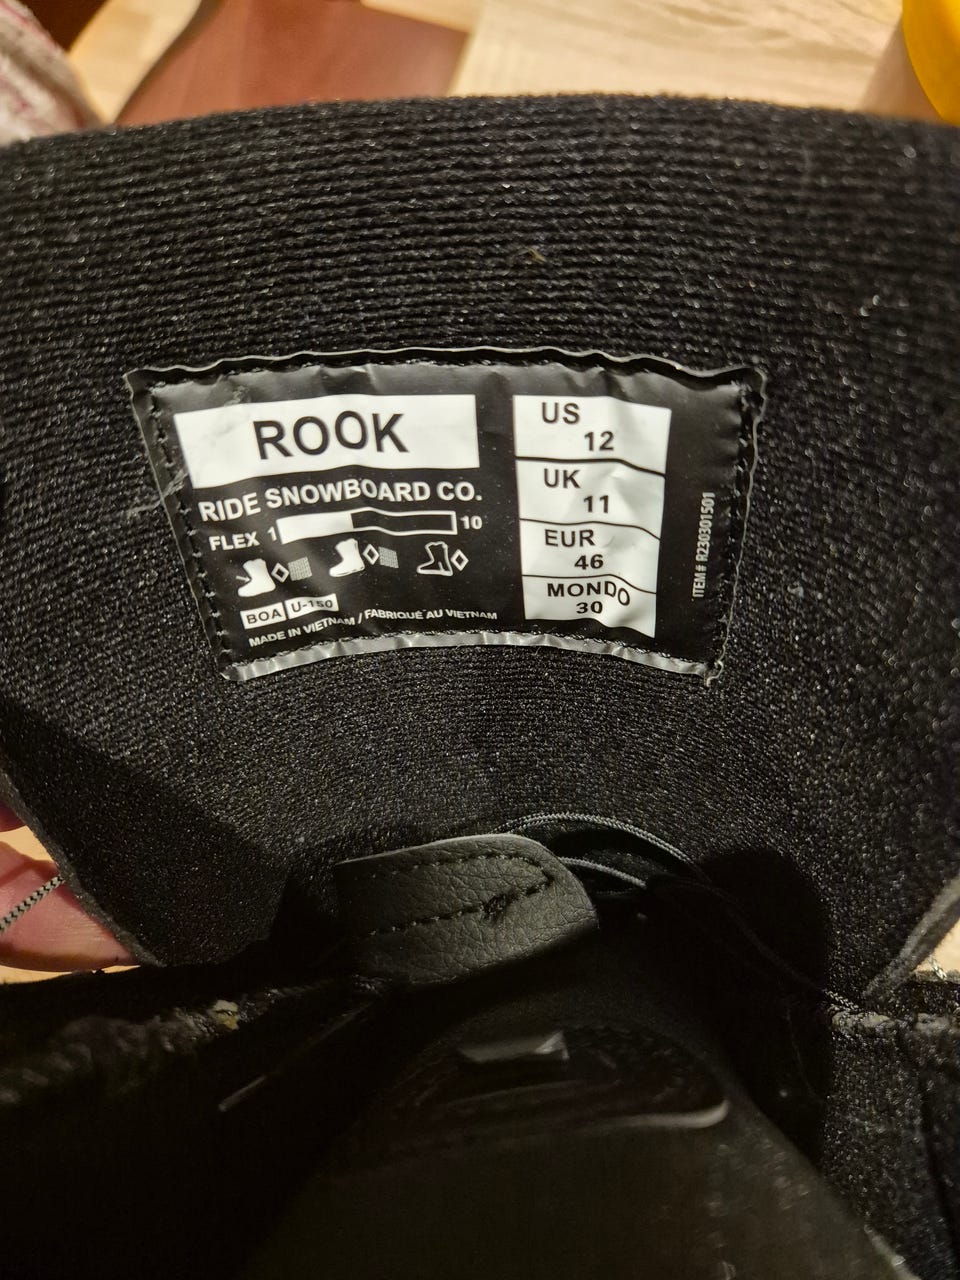 ROOK
RIDE SNOWBOARD CO.
FLEX 1 10
BOA U-150
MADE IN VIETNAM / FABRIQUÉ AU VIETNAM
US
12
UK
11
EUR
46
MONDO
30
ITEM # R230301501